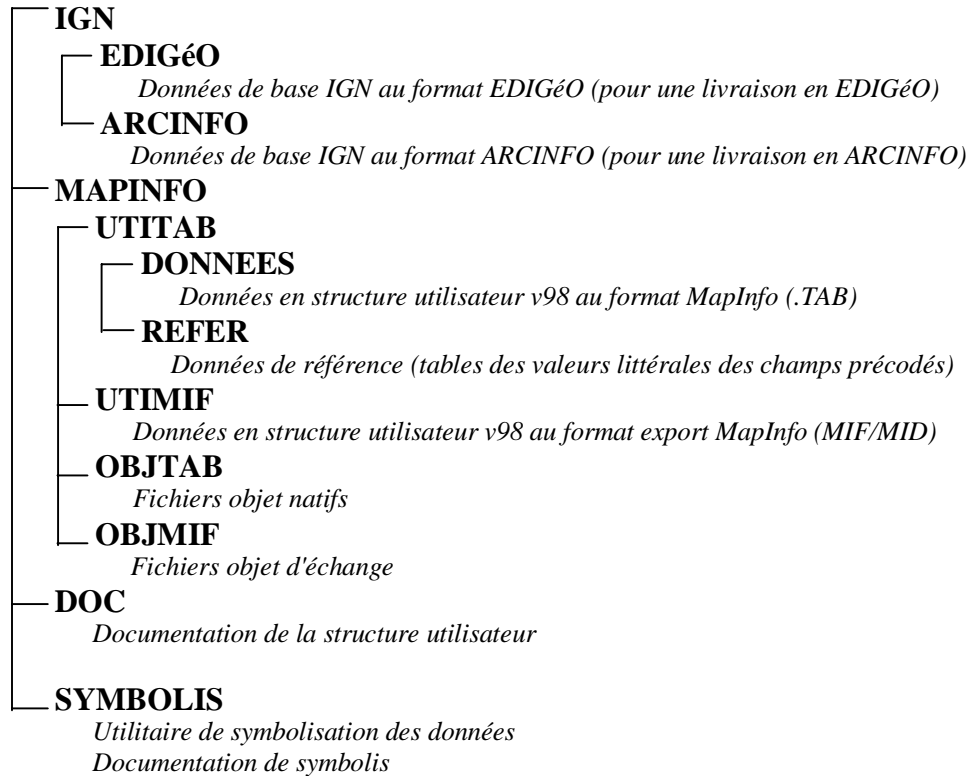 IGN
EDIGéO
Données de base IGN au format EDIGéO (pour une livraison en EDIGéO)
ARCINFO
Données de base IGN au format ARCINFO (pour une livraison en ARCINFO)
MAPINFO
UTITAB
DONNEES
Données en structure utilisateur v98 au format MapInfo (.TAB)
REFER
Données de référence (tables des valeurs littérales des champs précodés)
UTIMIF
Données en structure utilisateur v98 au format export MapInfo (MIF/MID)
OBJTAB
Fichiers objet natifs
OBJMIF
Fichiers objet d'échange
DOC
Documentation de la structure utilisateur
SYMBOLIS
Utilitaire de symbolisation des données
Documentation de symbolis